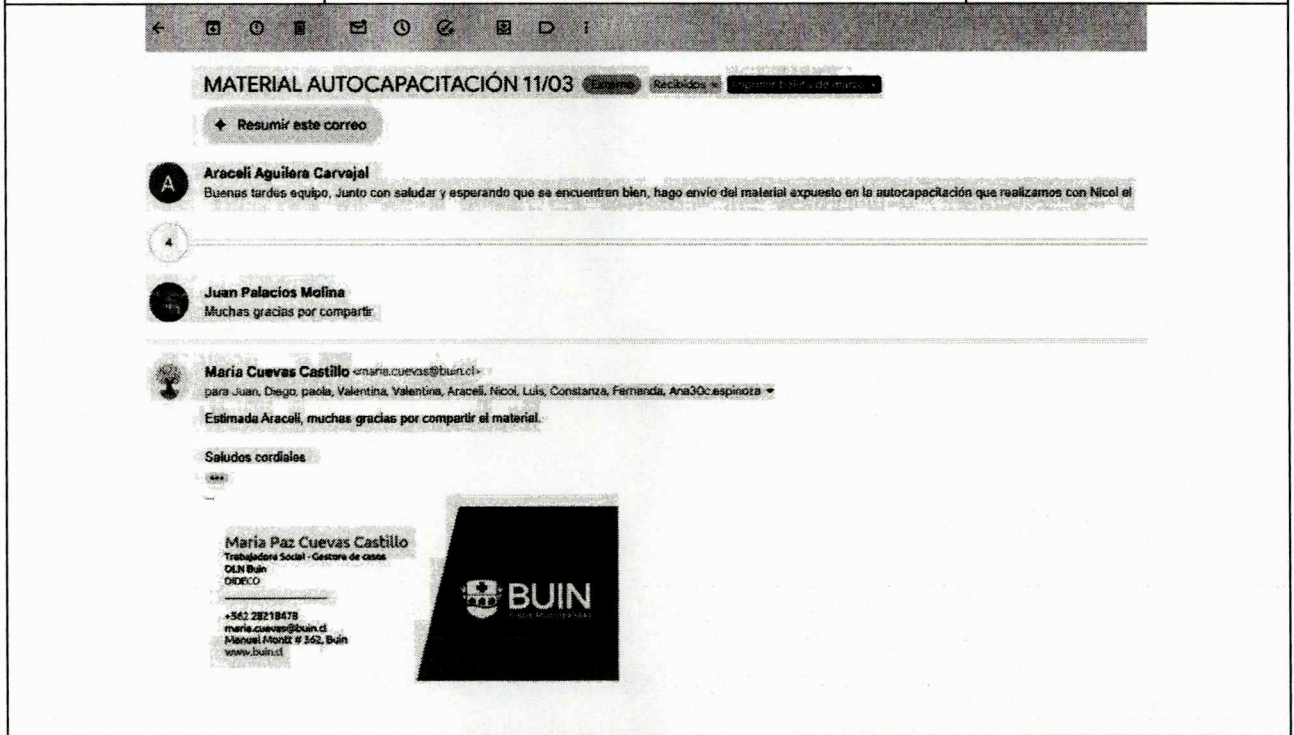 MATERIAL AUTOCAPACITACIÓN 11/03 Externo Recibidos
Resumir este correo
A
Araceli Aguilera Carvajal
Buenas tardes equipo, Junto con saludar y esperando que se encuentren bien, hago envío del material expuesto en la autocapacitación que realizamos con Nicol el
4
Juan Palacios Molina
Muchas gracias por compartir.
Maria Cuevas Castillo <maria.cuevas@buin.cl>
para Juan, Diego, paola, Valentina, Valentina, Araceli, Nicol, Luis, Constanza, Fernanda, Ana30c.espinoza
Estimada Araceli, muchas gracias por compartir el material.
Saludos cordiales
...
--
Maria Paz Cuevas Castillo
Trabajadora Social - Gestora de casos
OLN Buin
DIDECO
+562 28218478
maria.cuevas@buin.cl
Manuel Montt # 362, Buin
www.buin.cl
BUIN